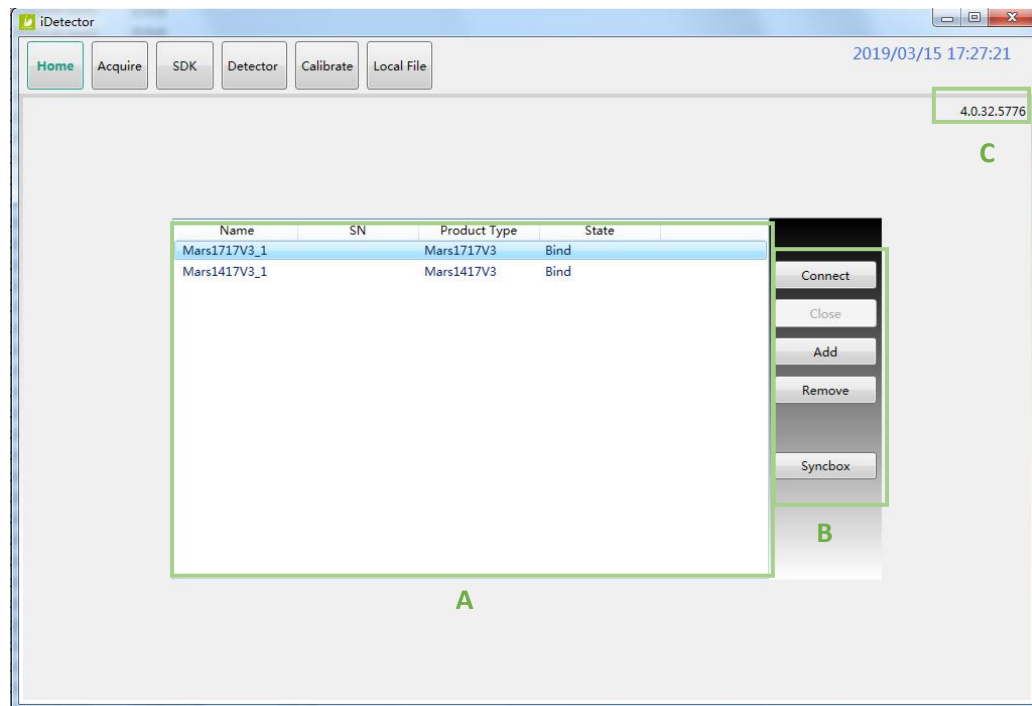 iDetector
Home Acquire SDK Detector Calibrate Local File
2019/03/15 17:27:21
4.0.32.5776
C
Name SN Product Type State
Mars1717V3_1 Mars1717V3 Bind
Mars1417V3_1 Mars1417V3 Bind
Connect
Close
Add
Remove
Syncbox
B
A